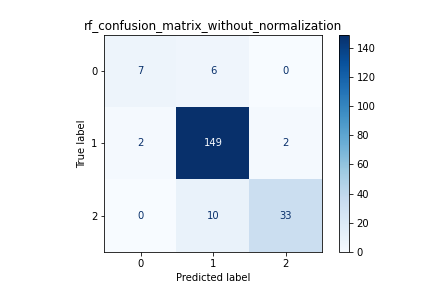 rf_confusion_matrix_without_normalization
0 7 6 0
1 2 149 2
2 0 10 33
0 1 2
Predicted label
True label
140
120
100
80
60
40
20
0